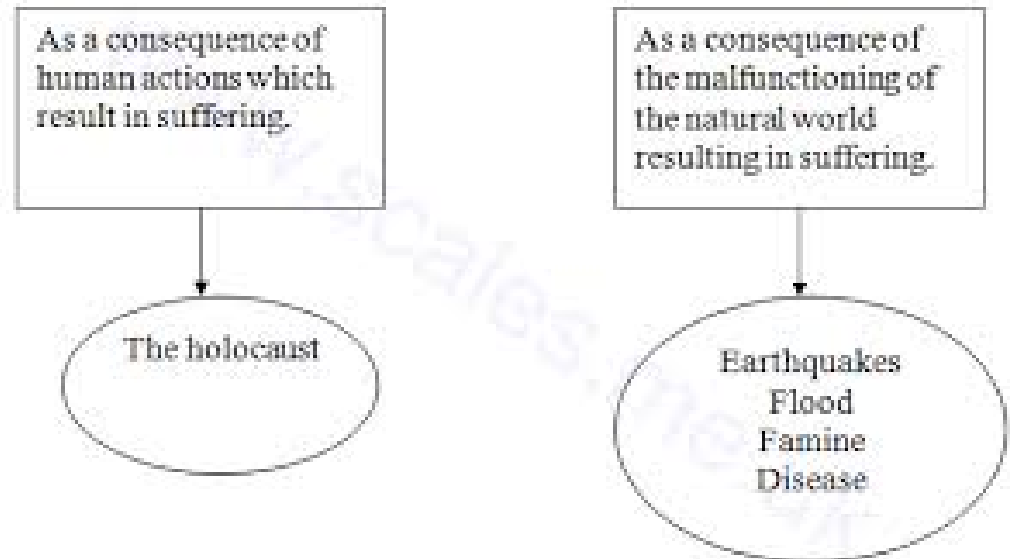 As a consequence of
human actions which
result in suffering.
As a consequence of
the malfunctioning of
the natural world
resulting in suffering.
The holocaust
Earthquakes
Flood
Famine
Disease